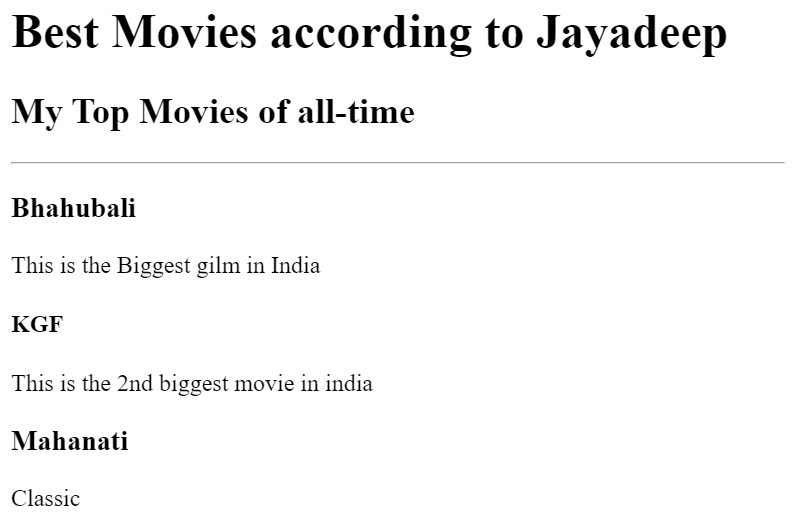 Best Movies according to Jayadeep
My Top Movies of all-time
Bhahubali
This is the Biggest gilm in India
KGF
This is the 2nd biggest movie in india
Mahanati
Classic